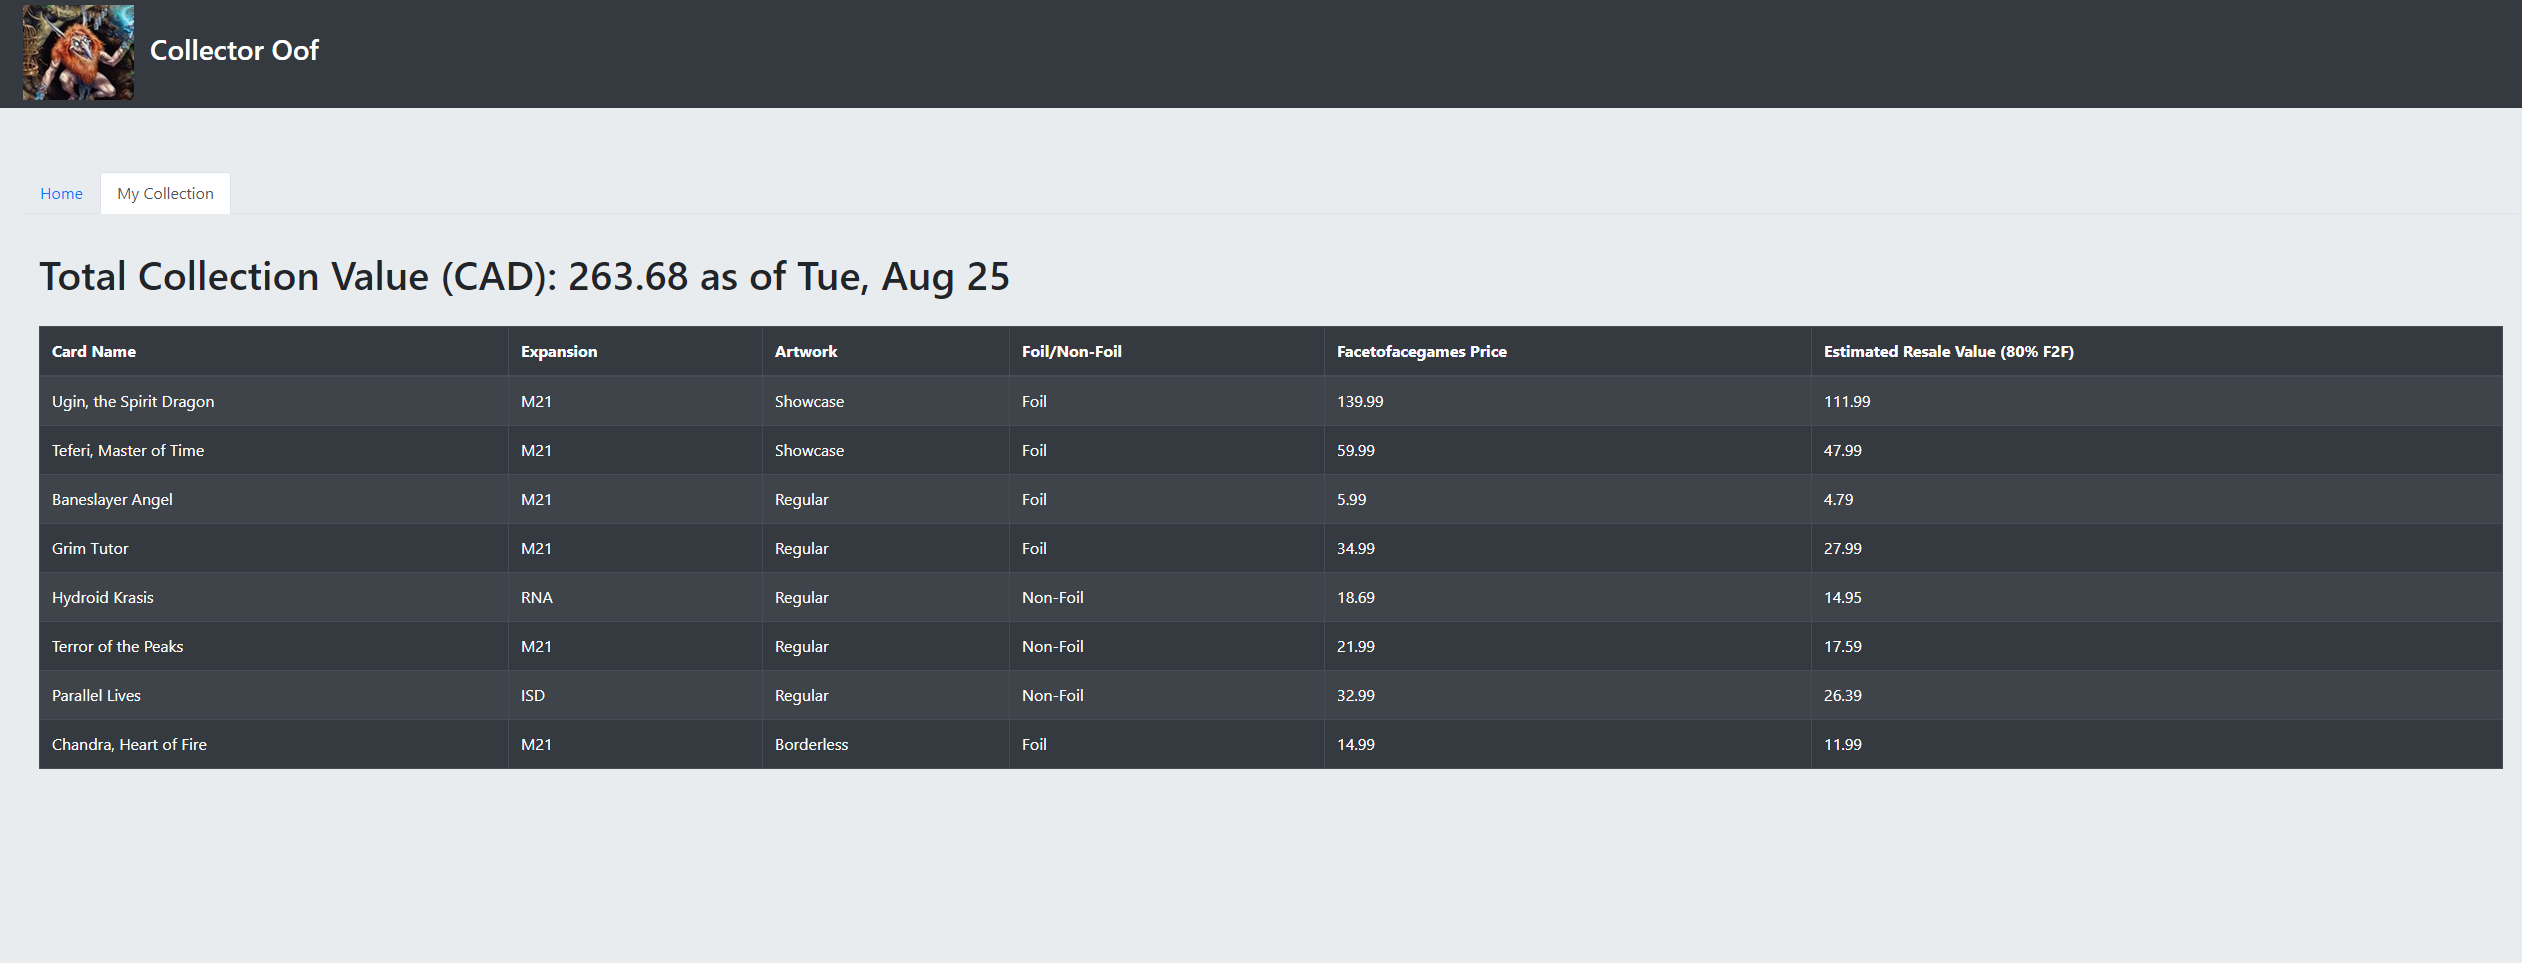 Collector Oof
Home My Collection
Total Collection Value (CAD): 263.68 as of Tue, Aug 25
Card Name Expansion Artwork Foil/Non-Foil Facetofacegames Price Estimated Resale Value (80% F2F)
Ugin, the Spirit Dragon M21 Showcase Foil 139.99 111.99
Teferi, Master of Time M21 Showcase Foil 59.99 47.99
Baneslayer Angel M21 Regular Foil 5.99 4.79
Grim Tutor M21 Regular Foil 34.99 27.99
Hydroid Krasis RNA Regular Non-Foil 18.69 14.95
Terror of the Peaks M21 Regular Non-Foil 21.99 17.59
Parallel Lives ISD Regular Non-Foil 32.99 26.39
Chandra, Heart of Fire M21 Borderless Foil 14.99 11.99